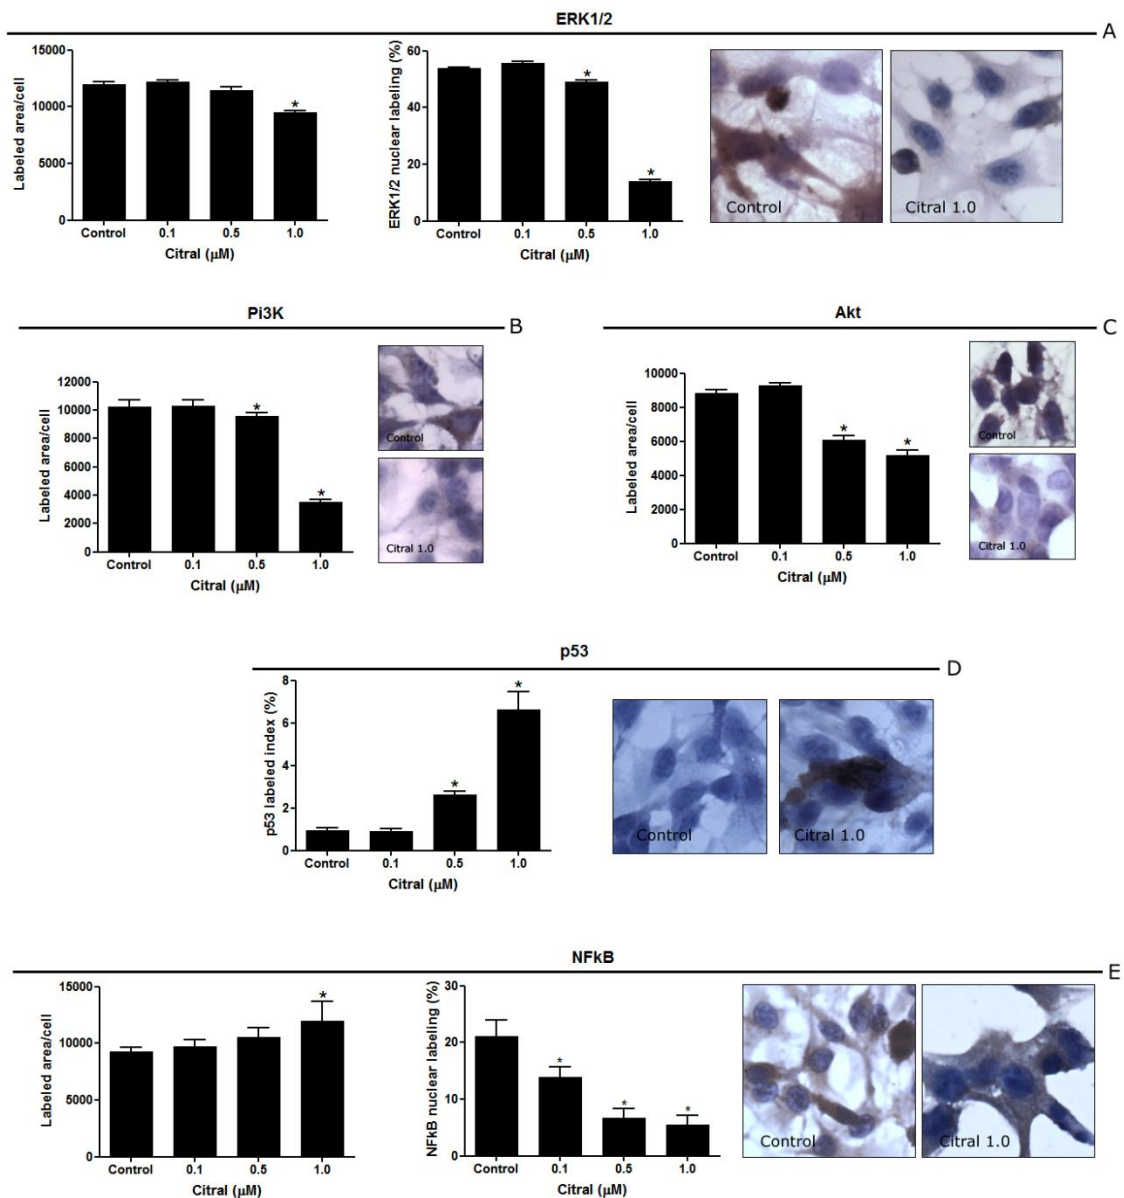 ERK1/2
A
15000
10000
5000
0
Labeled area/cell
*
Control 0.1 0.5 1.0
Citral (μM)
60
40
20
0
ERK1/2 nuclear labeling (%)
*
*
Control 0.1 0.5 1.0
Citral (μM)
Control
Citral 1.0
Pi3K
B
12000
10000
8000
6000
4000
2000
0
Labeled area/cell
*
*
Control 0.1 0.5 1.0
Citral (μM)
Control
Citral 1.0
Akt
C
10000
8000
6000
4000
2000
0
Labeled area/cell
*
*
Control 0.1 0.5 1.0
Citral (μM)
Control
Citral 1.0
p53
D
8
6
4
2
0
p53 labeled index (%)
*
*
Control 0.1 0.5 1.0
Citral (μM)
Control
Citral 1.0
NFkB
E
15000
10000
5000
0
Labeled area/cell
*
Control 0.1 0.5 1.0
Citral (μM)
30
20
10
0
NFkB nuclear labeling (%)
*
*
*
Control 0.1 0.5 1.0
Citral (μM)
Control
Citral 1.0